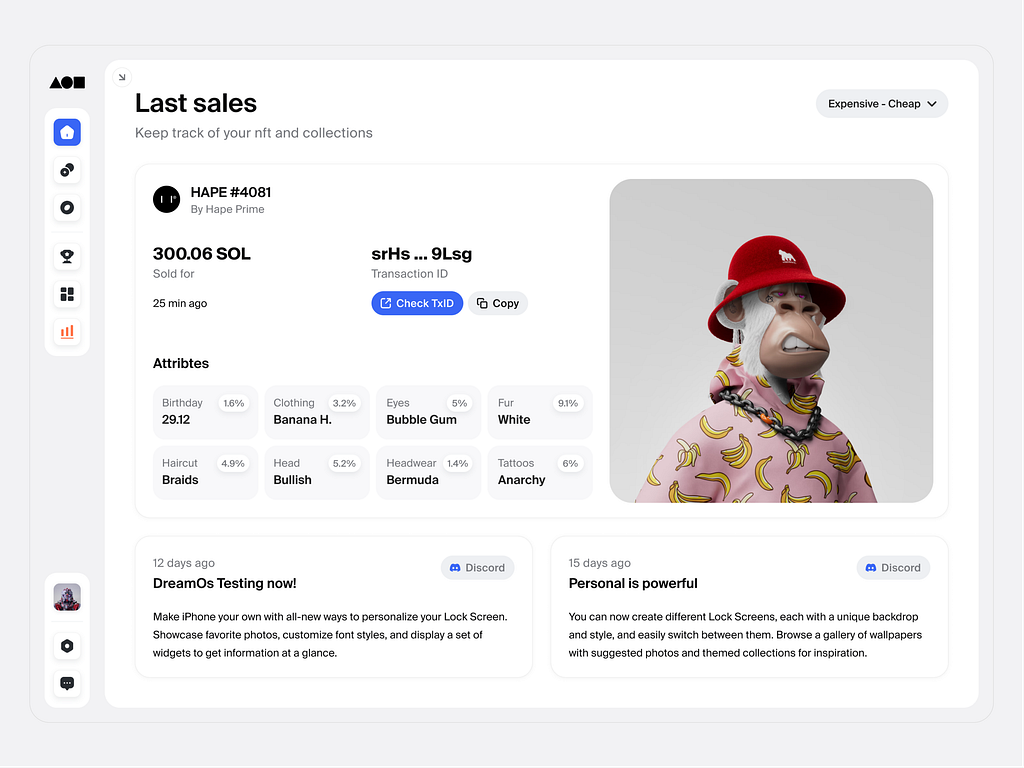 Last sales
Expensive - Cheap
Keep track of your nft and collections
HAPE #4081
By Hape Prime
300.06 SOL
Sold for
25 min ago
srHs ... 9Lsg
Transaction ID
Check TxID
Copy
Attribtes
Birthday 1.6%
29.12
Clothing 3.2%
Banana H.
Eyes 5%
Bubble Gum
Fur 9.1%
White
Haircut 4.9%
Braids
Head 5.2%
Bullish
Headwear 1.4%
Bermuda
Tattoos 6%
Anarchy
12 days ago
Discord
DreamOs Testing now!
Make iPhone your own with all-new ways to personalize your Lock Screen.
Showcase favorite photos, customize font styles, and display a set of
widgets to get information at a glance.
15 days ago
Discord
Personal is powerful
You can now create different Lock Screens, each with a unique backdrop
and style, and easily switch between them. Browse a gallery of wallpapers
with suggested photos and themed collections for inspiration.